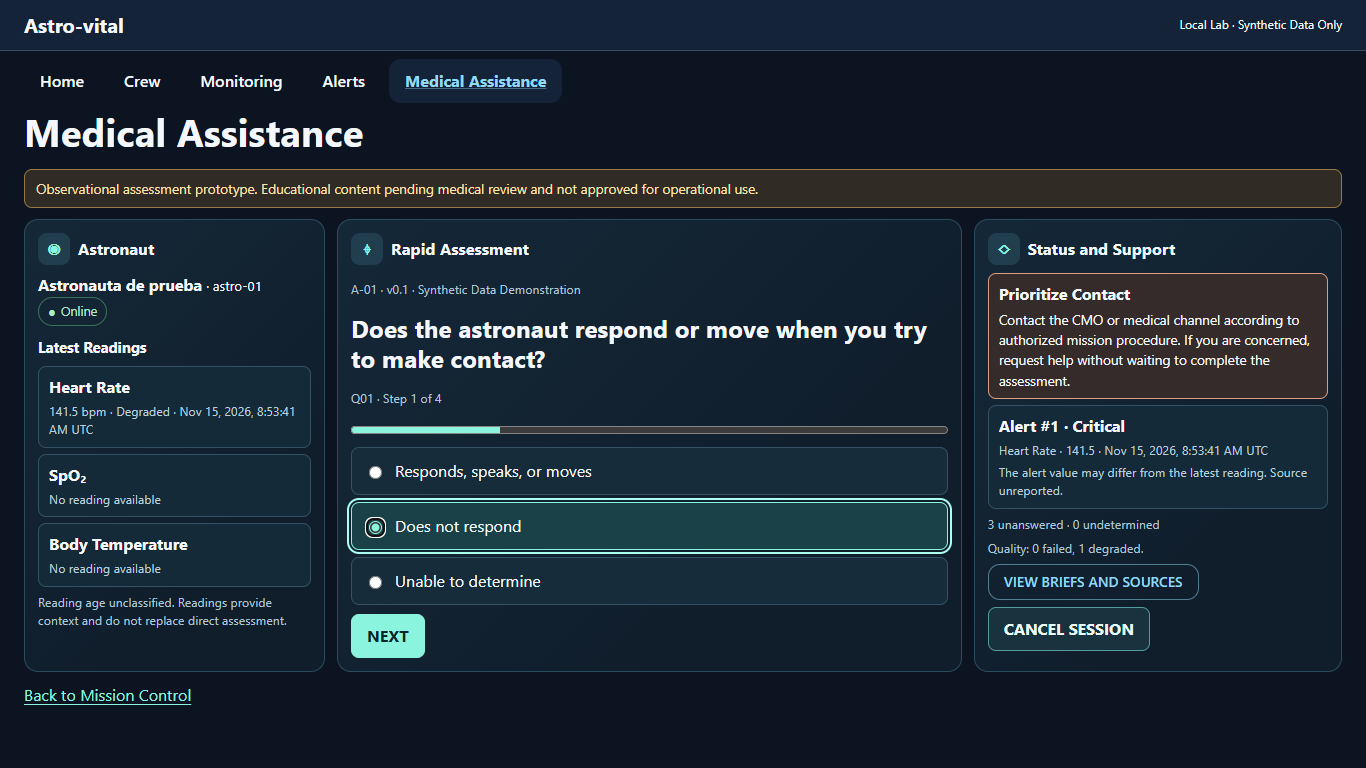 Astro-vital
Local Lab · Synthetic Data Only
Home
Crew
Monitoring
Alerts
Medical Assistance
Medical Assistance
Observational assessment prototype. Educational content pending medical review and not approved for operational use.
Astronaut
Astronauta de prueba · astro-01
Online
Latest Readings
Heart Rate
141.5 bpm · Degraded · Nov 15, 2026, 8:53:41
AM UTC
SpO₂
No reading available
Body Temperature
No reading available
Reading age unclassified. Readings provide
context and do not replace direct assessment.
Rapid Assessment
A-01 · v0.1 · Synthetic Data Demonstration
Does the astronaut respond or move when you try
to make contact?
Q01 · Step 1 of 4
Responds, speaks, or moves
Does not respond
Unable to determine
NEXT
Status and Support
Prioritize Contact
Contact the CMO or medical channel according to
authorized mission procedure. If you are concerned,
request help without waiting to complete the
assessment.
Alert #1 · Critical
Heart Rate · 141.5 · Nov 15, 2026, 8:53:41 AM UTC
The alert value may differ from the latest reading. Source
unreported.
3 unanswered · 0 undetermined
Quality: 0 failed, 1 degraded.
VIEW BRIEFS AND SOURCES
CANCEL SESSION
Back to Mission Control